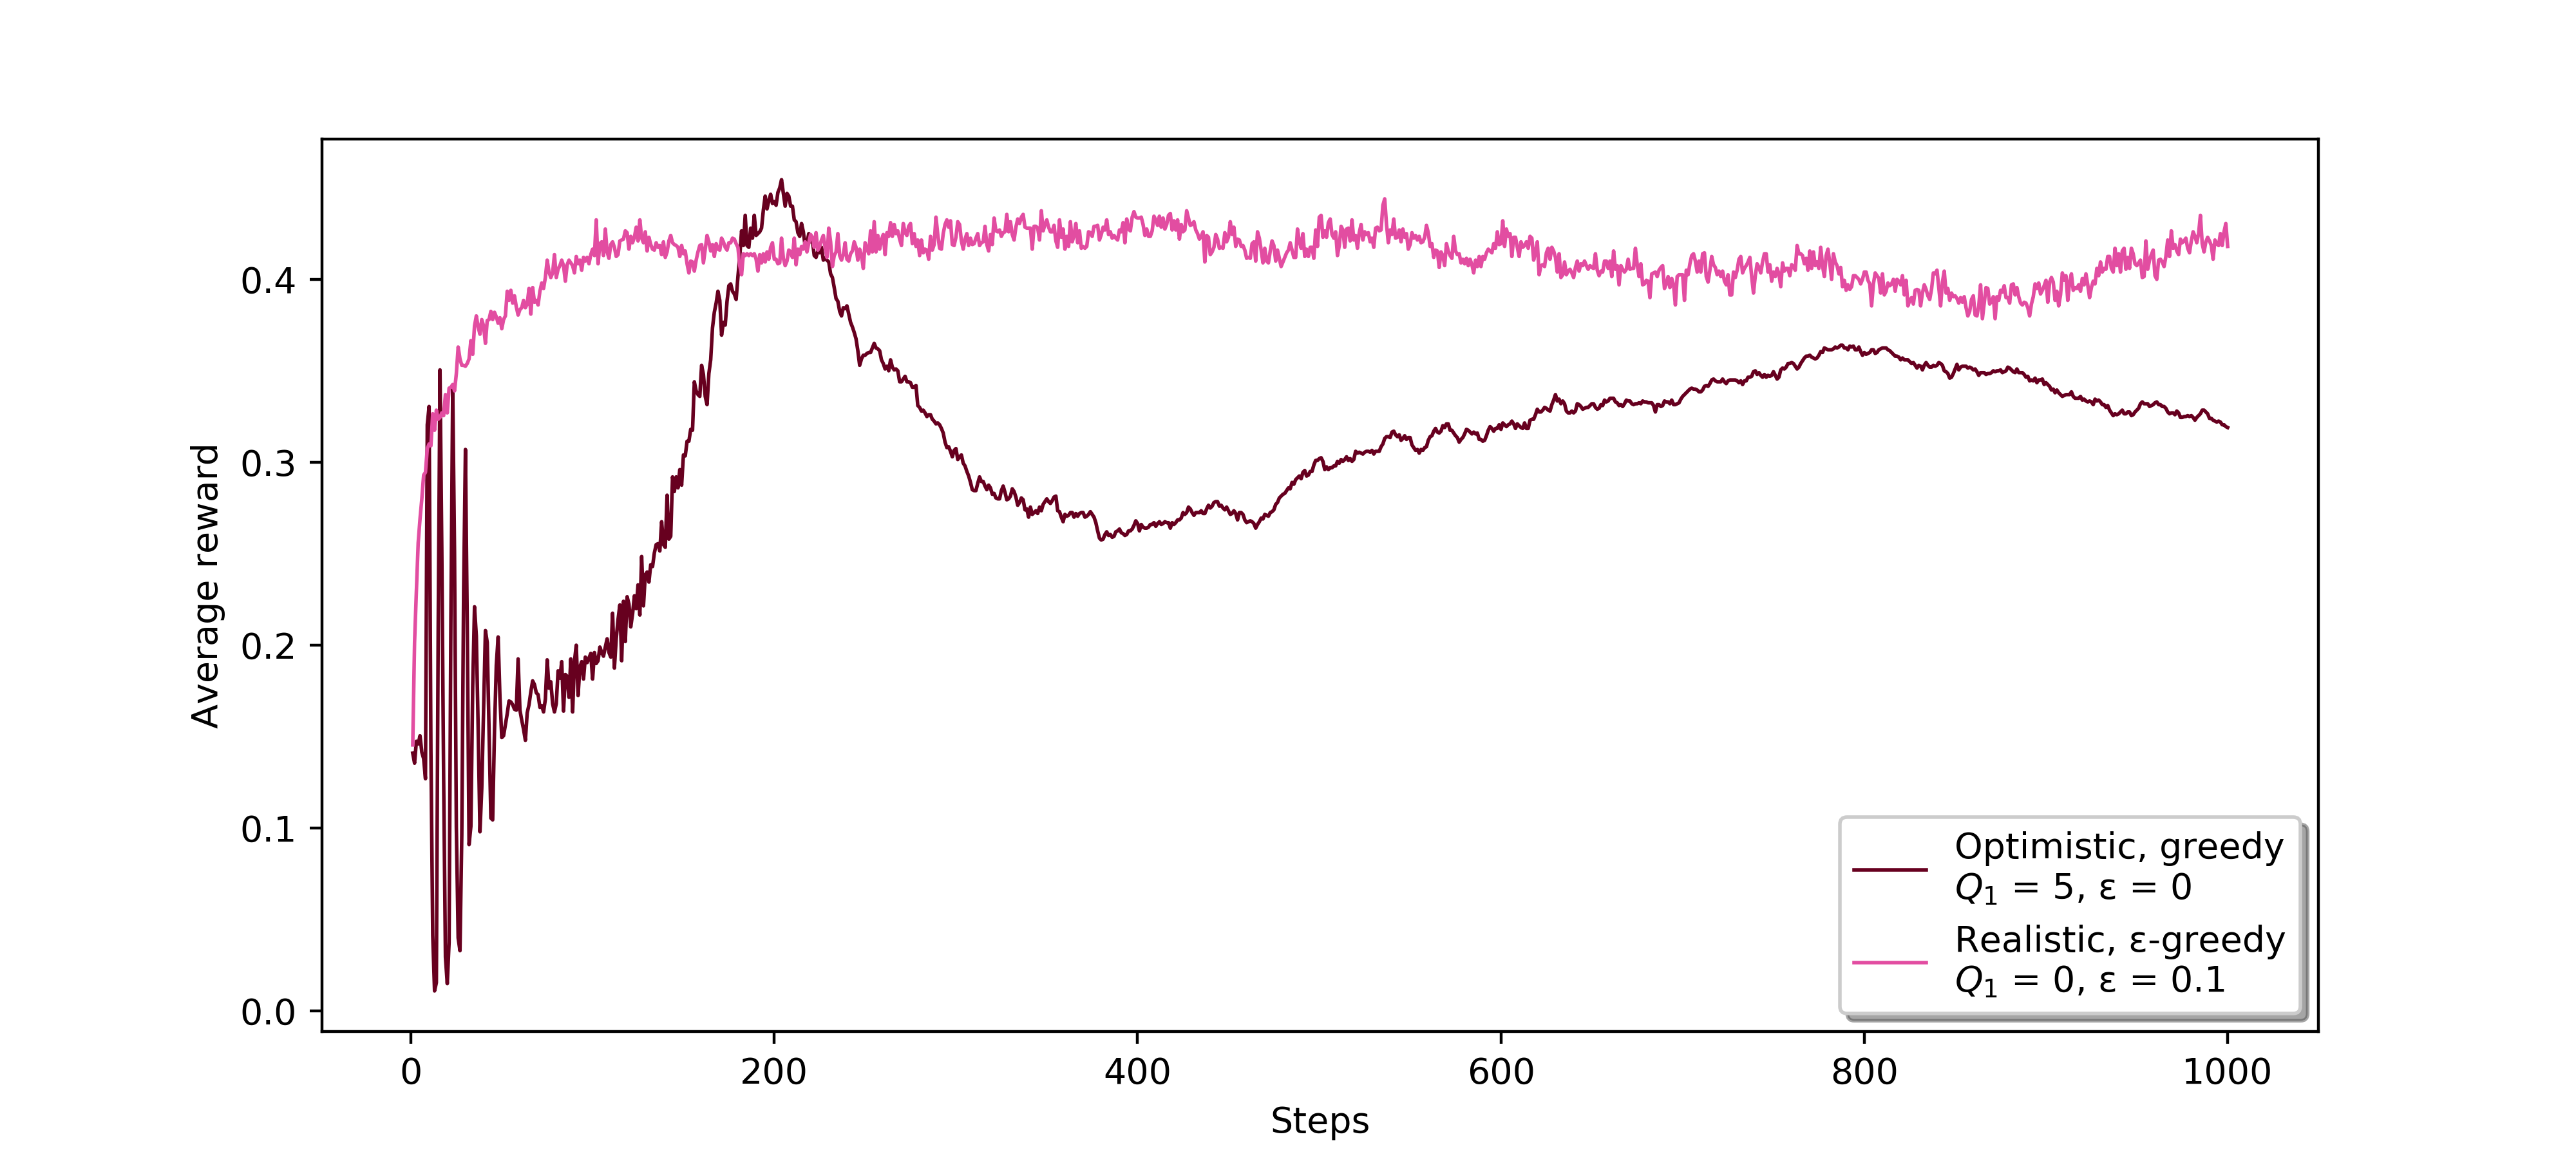 Average reward
0.4
0.3
0.2
0.1
0.0
0 200 400 600 800 1000
Steps
Optimistic, greedy
Q₁ = 5, ε = 0
Realistic, ε-greedy
Q₁ = 0, ε = 0.1